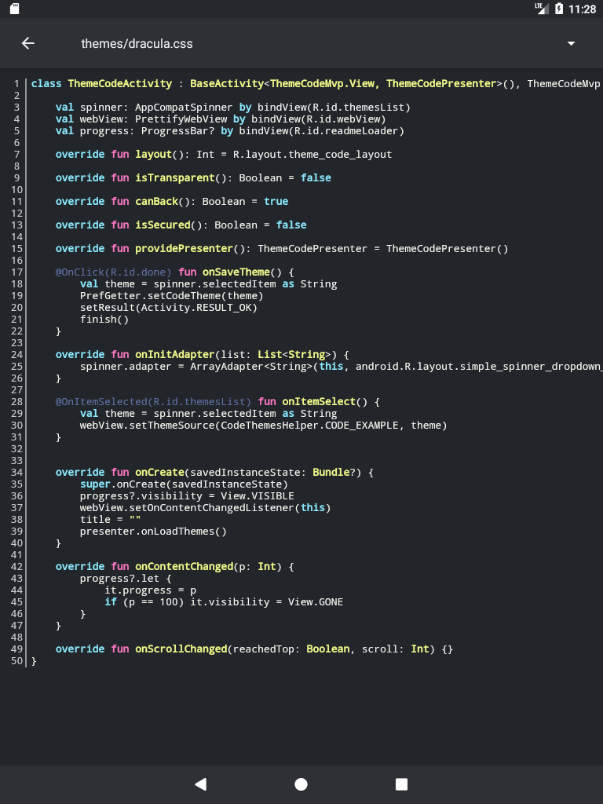 LTE 11:28
themes/dracula.css
1 class ThemeCodeActivity : BaseActivity<ThemeCodeMvp.View, ThemeCodePresenter>(), ThemeCodeMvp
2
3     val spinner: AppCompatSpinner by bindView(R.id.themesList)
4     val webView: PrettifyWebView by bindView(R.id.webView)
5     val progress: ProgressBar? by bindView(R.id.readmeLoader)
6
7     override fun layout(): Int = R.layout.theme_code_layout
8
9     override fun isTransparent(): Boolean = false
10
11     override fun canBack(): Boolean = true
12
13     override fun isSecured(): Boolean = false
14
15     override fun providePresenter(): ThemeCodePresenter = ThemeCodePresenter()
16
17     @OnClick(R.id.done) fun onSaveTheme() {
18         val theme = spinner.selectedItem as String
19         PrefGetter.setCodeTheme(theme)
20         setResult(Activity.RESULT_OK)
21         finish()
22     }
23
24     override fun onInitAdapter(list: List<String>) {
25         spinner.adapter = ArrayAdapter<String>(this, android.R.layout.simple_spinner_dropdown_
26     }
27
28     @OnItemSelected(R.id.themesList) fun onItemSelect() {
29         val theme = spinner.selectedItem as String
30         webView.setThemeSource(CodeThemesHelper.CODE_EXAMPLE, theme)
31     }
32
33
34     override fun onCreate(savedInstanceState: Bundle?) {
35         super.onCreate(savedInstanceState)
36         progress?.visibility = View.VISIBLE
37         webView.setOnContentChangedListener(this)
38         title = ""
39         presenter.onLoadThemes()
40     }
41
42     override fun onContentChanged(p: Int) {
43         progress?.let {
44             it.progress = p
45             if (p == 100) it.visibility = View.GONE
46         }
47     }
48
49     override fun onScrollChanged(reachedTop: Boolean, scroll: Int) {}
50 }